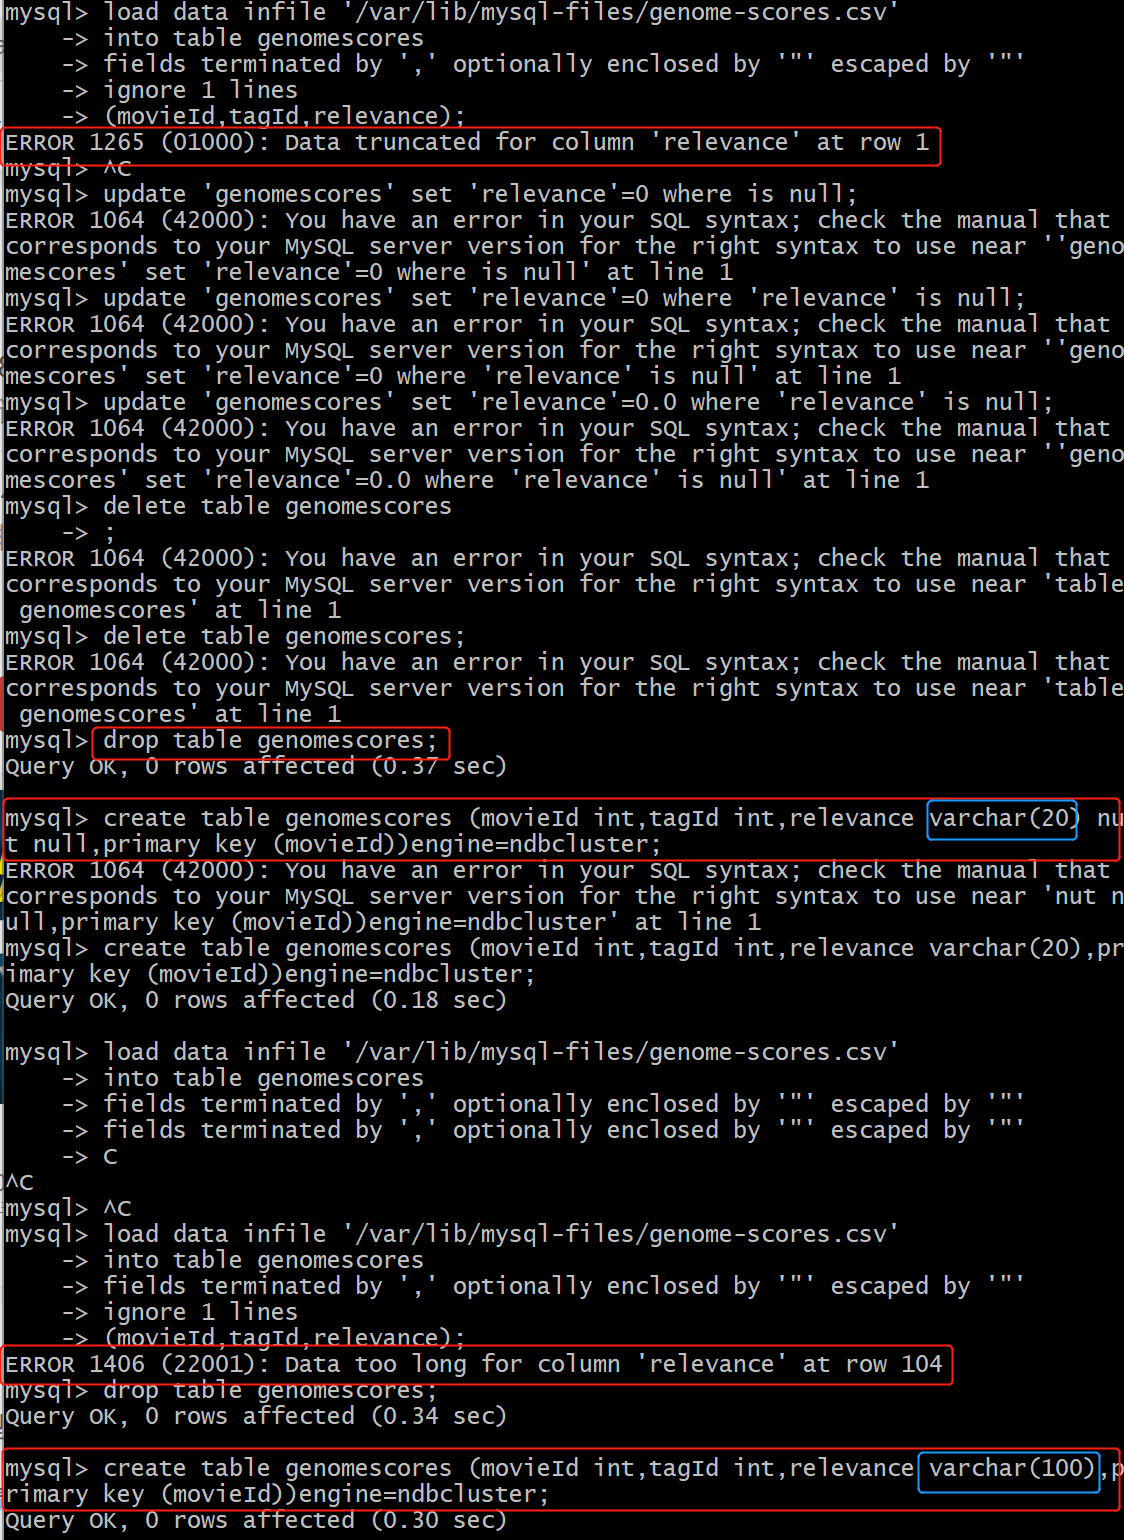 mysql> load data infile '/var/lib/mysql-files/genome-scores.csv'
    -> into table genomescores
    -> fields terminated by ',' optionally enclosed by '"' escaped by '"'
    -> ignore 1 lines
    -> (movieId,tagId,relevance);
ERROR 1265 (01000): Data truncated for column 'relevance' at row 1
mysql> ^C
mysql> update 'genomescores' set 'relevance'=0 where is null;
ERROR 1064 (42000): You have an error in your SQL syntax; check the manual that
corresponds to your MySQL server version for the right syntax to use near ''geno
mescores' set 'relevance'=0 where is null' at line 1
mysql> update 'genomescores' set 'relevance'=0 where 'relevance' is null;
ERROR 1064 (42000): You have an error in your SQL syntax; check the manual that
corresponds to your MySQL server version for the right syntax to use near ''geno
mescores' set 'relevance'=0 where 'relevance' is null' at line 1
mysql> update 'genomescores' set 'relevance'=0.0 where 'relevance' is null;
ERROR 1064 (42000): You have an error in your SQL syntax; check the manual that
corresponds to your MySQL server version for the right syntax to use near ''geno
mescores' set 'relevance'=0.0 where 'relevance' is null' at line 1
mysql> delete table genomescores
    -> ;
ERROR 1064 (42000): You have an error in your SQL syntax; check the manual that
corresponds to your MySQL server version for the right syntax to use near 'table
 genomescores' at line 1
mysql> delete table genomescores;
ERROR 1064 (42000): You have an error in your SQL syntax; check the manual that
corresponds to your MySQL server version for the right syntax to use near 'table
 genomescores' at line 1
mysql> drop table genomescores;
Query OK, 0 rows affected (0.37 sec)
mysql> create table genomescores (movieId int,tagId int,relevance varchar(20) nu
t null,primary key (movieId))engine=ndbcluster;
ERROR 1064 (42000): You have an error in your SQL syntax; check the manual that
corresponds to your MySQL server version for the right syntax to use near 'nut n
ull,primary key (movieId))engine=ndbcluster' at line 1
mysql> create table genomescores (movieId int,tagId int,relevance varchar(20),pr
imary key (movieId))engine=ndbcluster;
Query OK, 0 rows affected (0.18 sec)
mysql> load data infile '/var/lib/mysql-files/genome-scores.csv'
    -> into table genomescores
    -> fields terminated by ',' optionally enclosed by '"' escaped by '"'
    -> fields terminated by ',' optionally enclosed by '"' escaped by '"'
    -> C
^C
mysql> ^C
mysql> load data infile '/var/lib/mysql-files/genome-scores.csv'
    -> into table genomescores
    -> fields terminated by ',' optionally enclosed by '"' escaped by '"'
    -> ignore 1 lines
    -> (movieId,tagId,relevance);
ERROR 1406 (22001): Data too long for column 'relevance' at row 104
mysql> drop table genomescores;
Query OK, 0 rows affected (0.34 sec)
mysql> create table genomescores (movieId int,tagId int,relevance varchar(100),p
rimary key (movieId))engine=ndbcluster;
Query OK, 0 rows affected (0.30 sec)